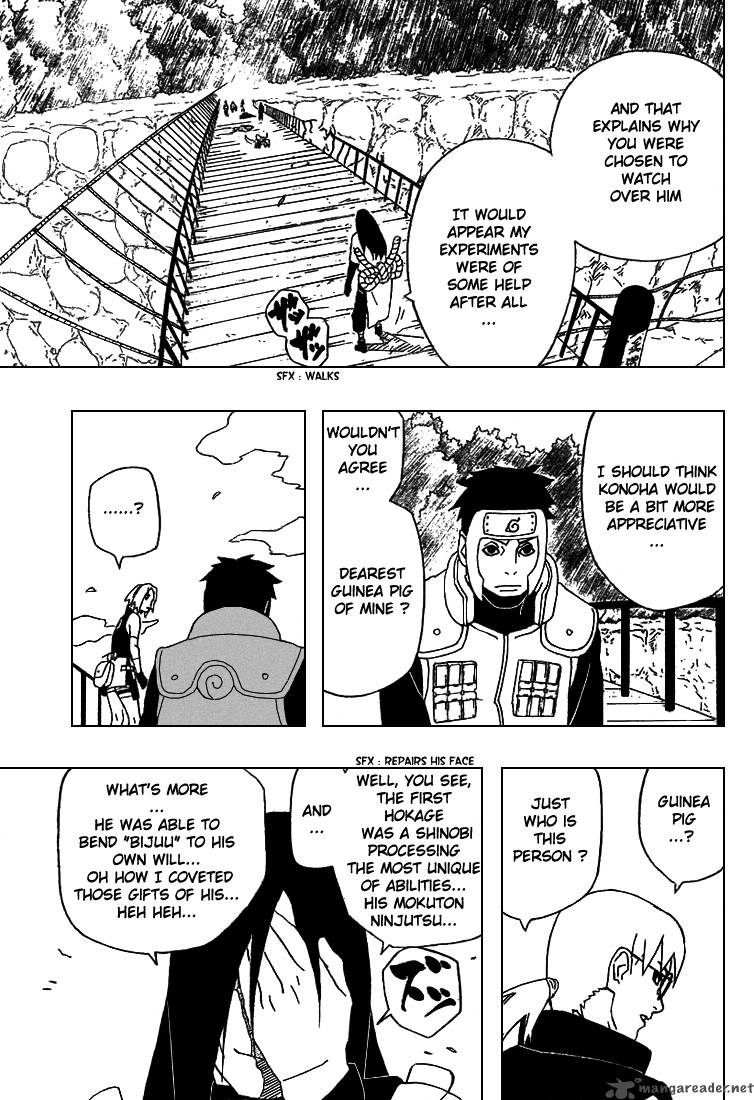 AND THAT
EXPLAINS WHY
YOU WERE
CHOSEN TO
WATCH
OVER HIM
IT WOULD
APPEAR MY
EXPERIMENTS
WERE OF
SOME HELP
AFTER ALL
...
SFX : WALKS
I SHOULD THINK
KONOHA WOULD
BE A BIT MORE
APPRECIATIVE
...
WOULDN'T
YOU
AGREE
...
DEAREST
GUINEA PIG
OF MINE ?
......?
SFX : REPAIRS HIS FACE
GUINEA
PIG
...?
JUST
WHO IS
THIS
PERSON ?
WELL, YOU SEE,
THE FIRST
HOKAGE
WAS A SHINOBI
PROCESSING
THE MOST UNIQUE
OF ABILITIES...
HIS MOKUTON
NINJUTSU...
AND
...
WHAT'S MORE
...
HE WAS ABLE TO
BEND "BIJUU" TO HIS
OWN WILL...
OH HOW I COVETED
THOSE GIFTS OF HIS...
HEH HEH...
mangareader.net